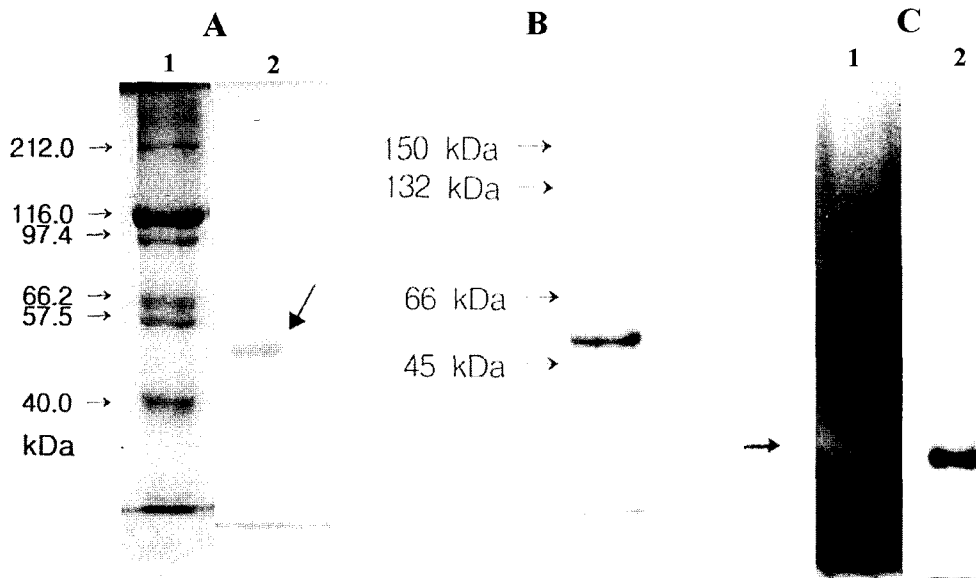 A
B
C
1
2
1
2
212.0 →
116.0 →
97.4 →
66.2 →
57.5 →
40.0 →
kDa
150 kDa →
132 kDa →
66 kDa →
45 kDa →